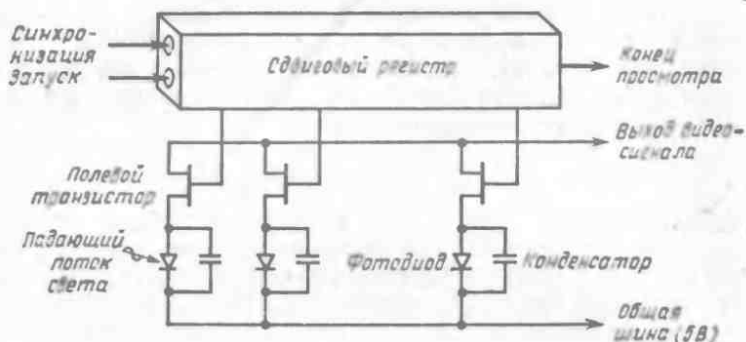 Синхро-
низация
Запуск
Сдвиговый регистр
Конец
просмотра
Выход видео-
сигнала
Полевой
транзистор
Падающий
поток
света
Фотодиод
Конденсатор
Общая
шина (5В)